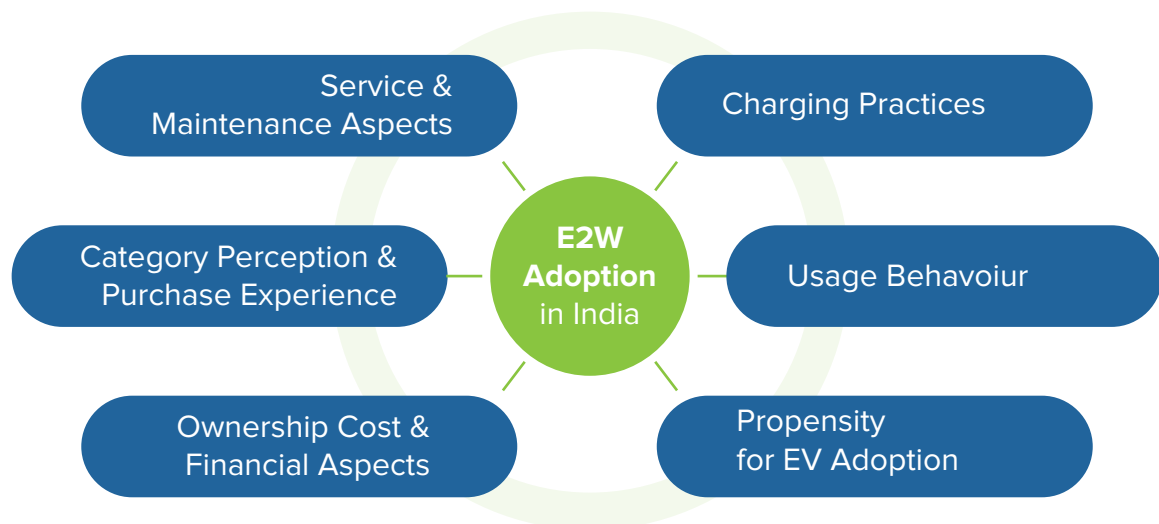 Service &
Maintenance Aspects
Charging Practices
Category Perception &
Purchase Experience
E2W
Adoption
in India
Usage Behavoiur
Ownership Cost &
Financial Aspects
Propensity
for EV Adoption